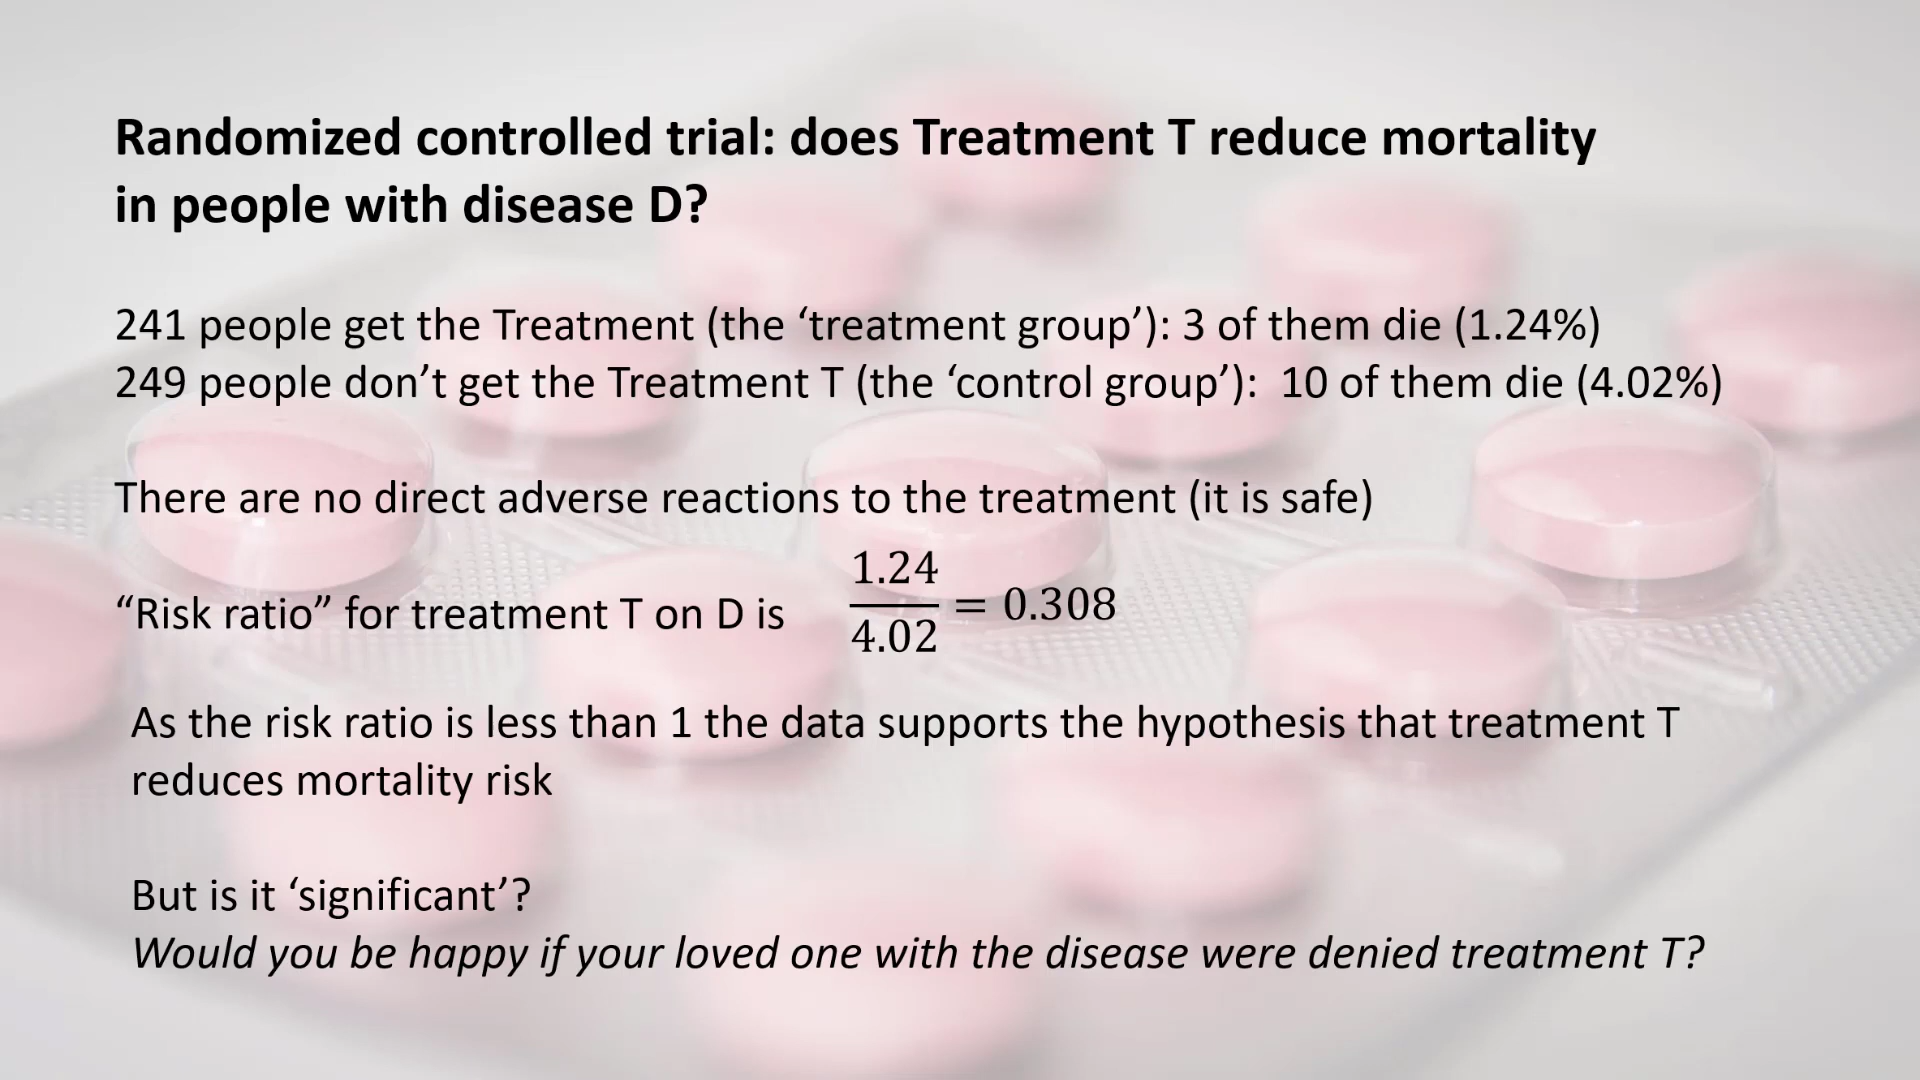 Randomized controlled trial: does Treatment T reduce mortality
in people with disease D?
241 people get the Treatment (the ‘treatment group’): 3 of them die (1.24%)
249 people don’t get the Treatment T (the ‘control group’):  10 of them die (4.02%)
There are no direct adverse reactions to the treatment (it is safe)
“Risk ratio” for treatment T on D is
1.24
4.02
= 0.308
As the risk ratio is less than 1 the data supports the hypothesis that treatment T
reduces mortality risk
But is it ‘significant’?
Would you be happy if your loved one with the disease were denied treatment T?